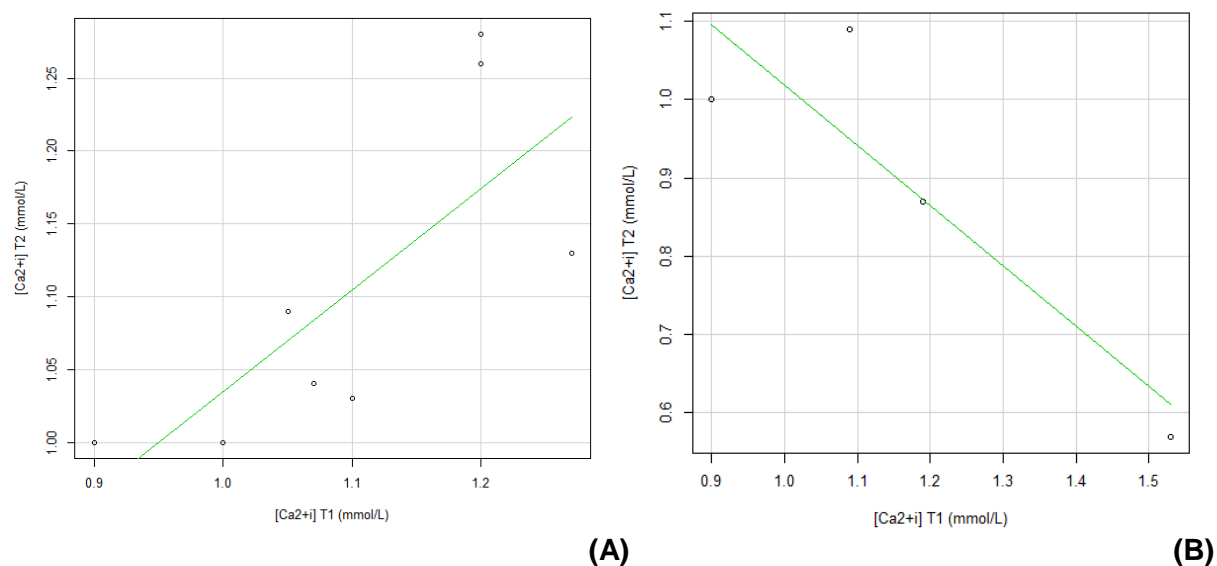 1.25
1.20
1.15
1.10
1.05
1.00
[Ca2+i] T2 (mmol/L)
0.9 1.0 1.1 1.2
[Ca2+i] T1 (mmol/L)
(A)
1.1
1.0
0.9
0.8
0.7
0.6
[Ca2+i] T2 (mmol/L)
0.9 1.0 1.1 1.2 1.3 1.4 1.5
[Ca2+i] T1 (mmol/L)
(B)